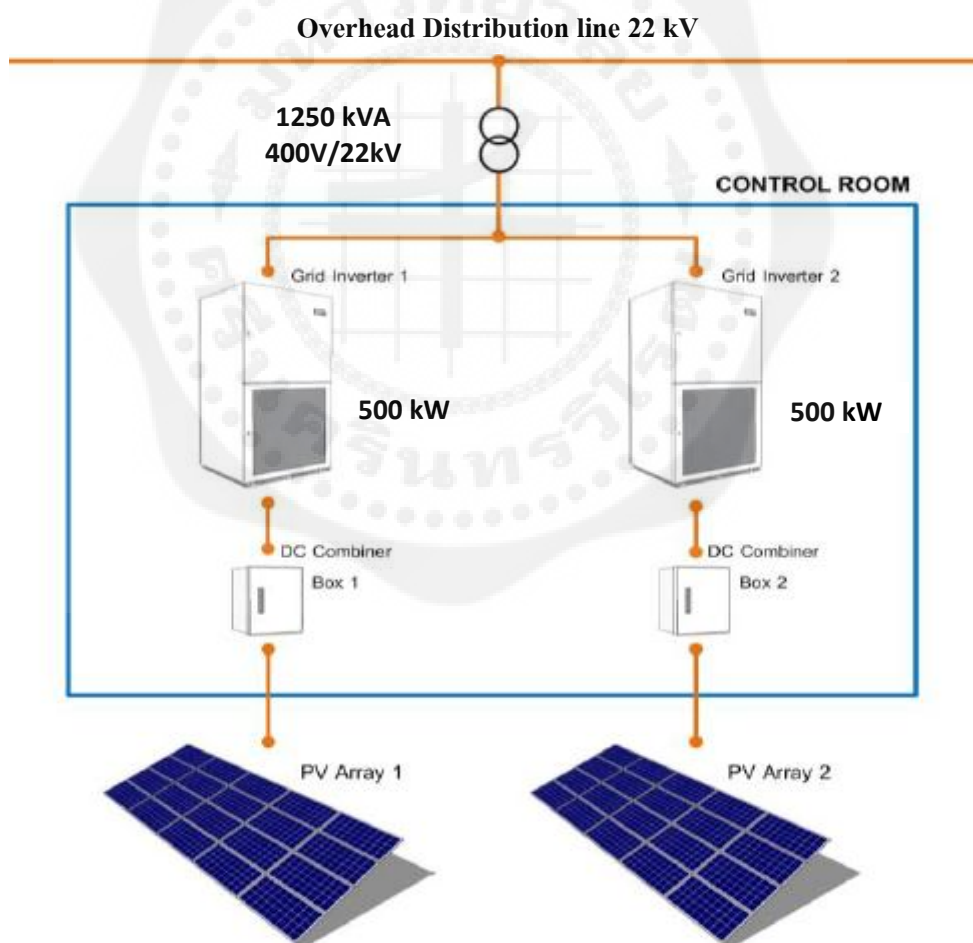 Overhead Distribution line 22 kV
1250 kVA
400V/22kV
CONTROL ROOM
Grid Inverter 1
Grid Inverter 2
500 kW
500 kW
DC Combiner
Box 1
DC Combiner
Box 2
PV Array 1
PV Array 2